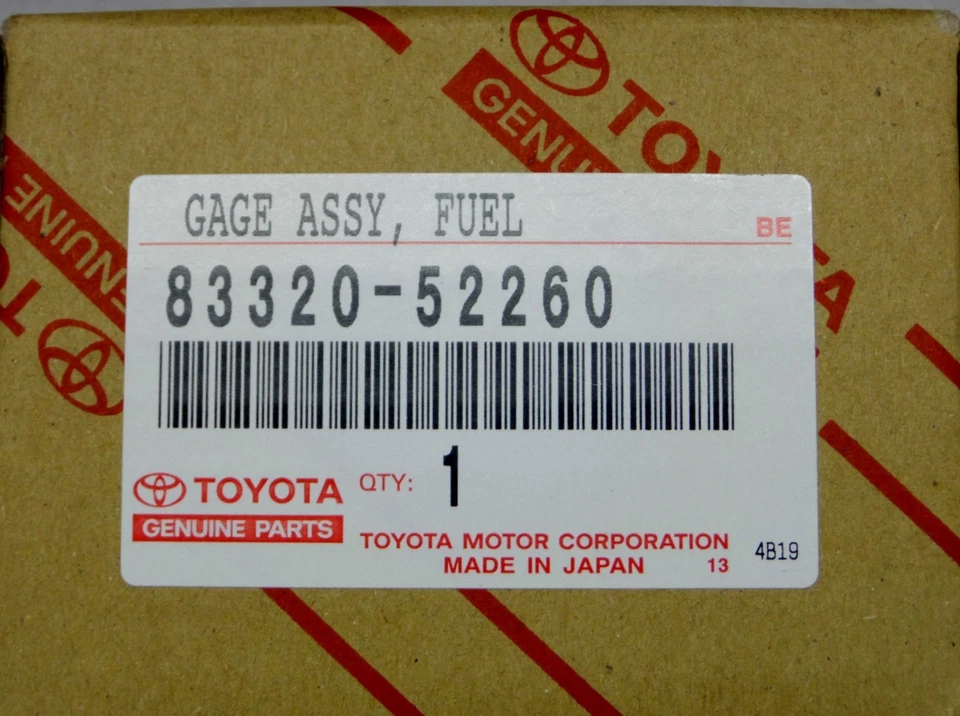 TOYOTA
GENUINE
GENUINE
GAGE ASSY, FUEL
BE
83320-52260
TOYOTA
GENUINE PARTS
QTY: 1
TOYOTA MOTOR CORPORATION
MADE IN JAPAN 13
4B19